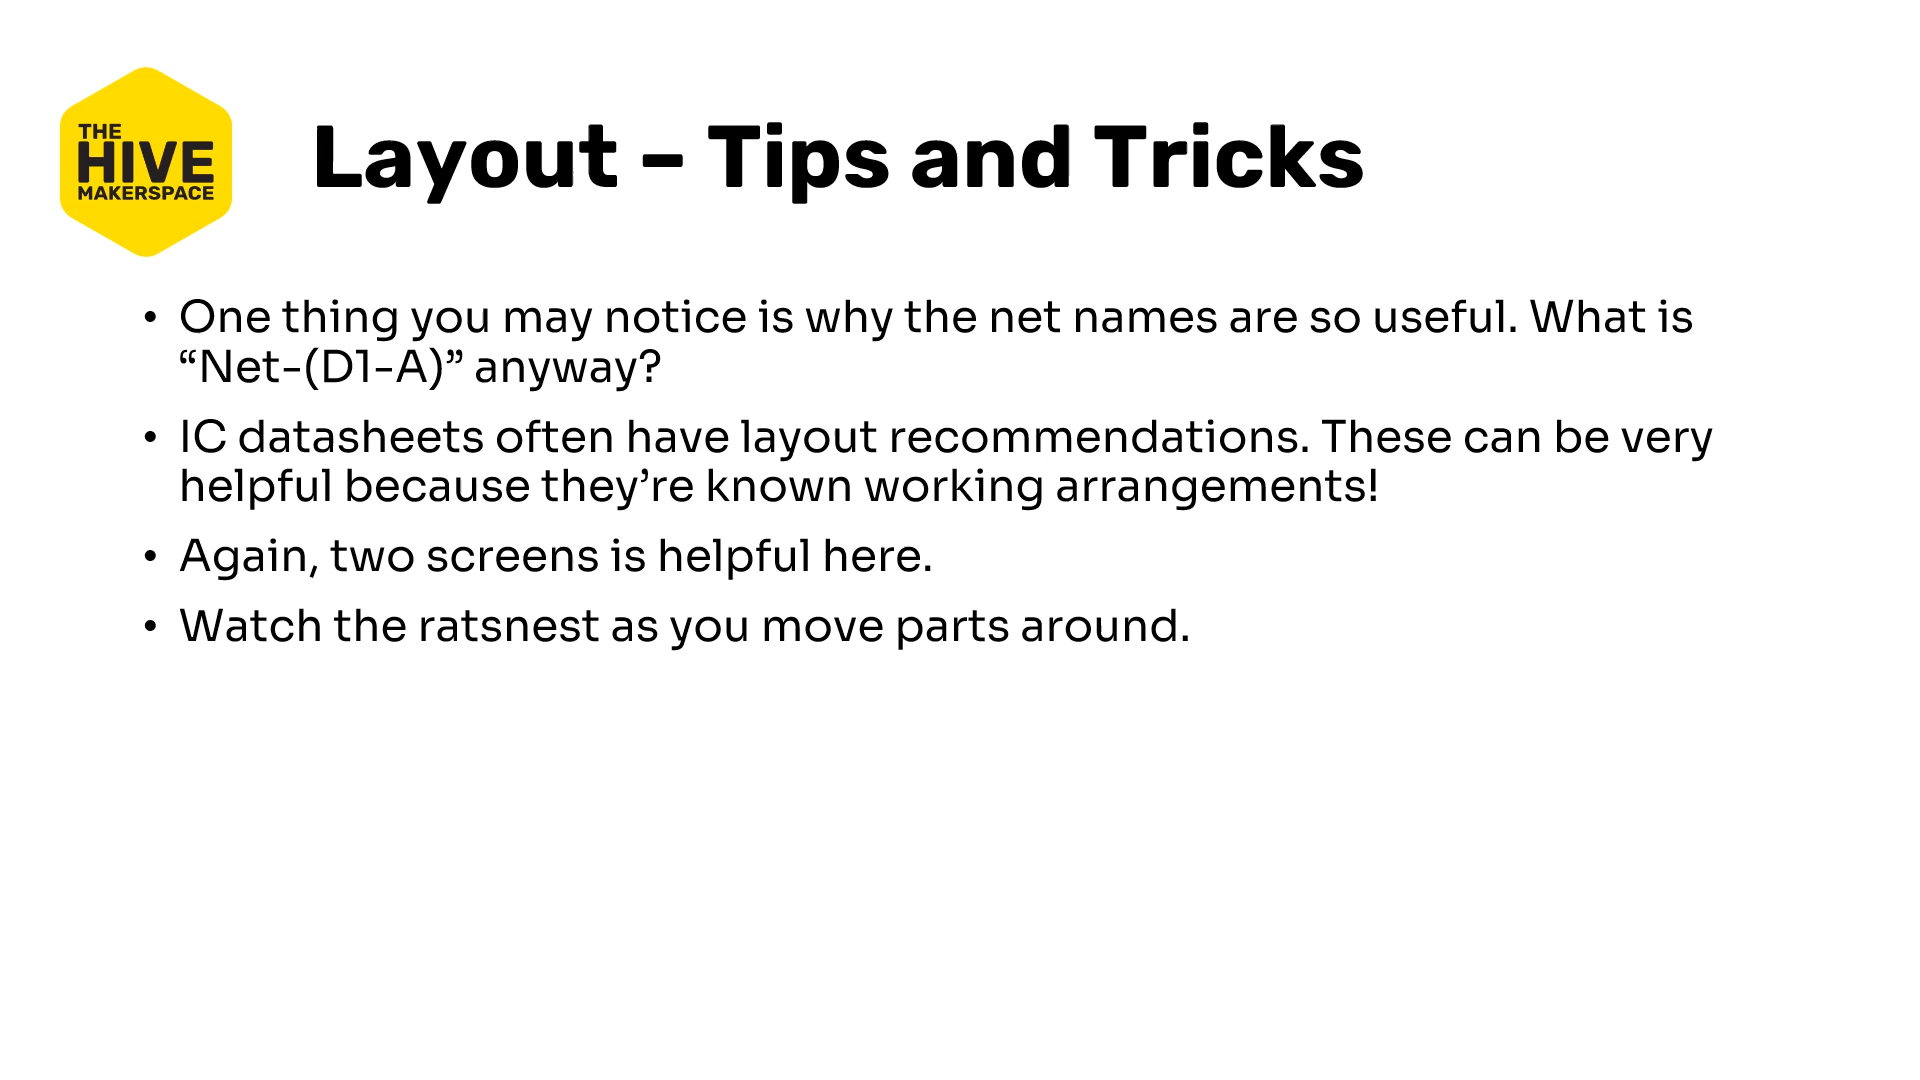 THE
HIVE
MAKERSPACE
Layout – Tips and Tricks
• One thing you may notice is why the net names are so useful. What is
“Net-(D1-A)” anyway?
• IC datasheets often have layout recommendations. These can be very
helpful because they’re known working arrangements!
• Again, two screens is helpful here.
• Watch the ratsnest as you move parts around.